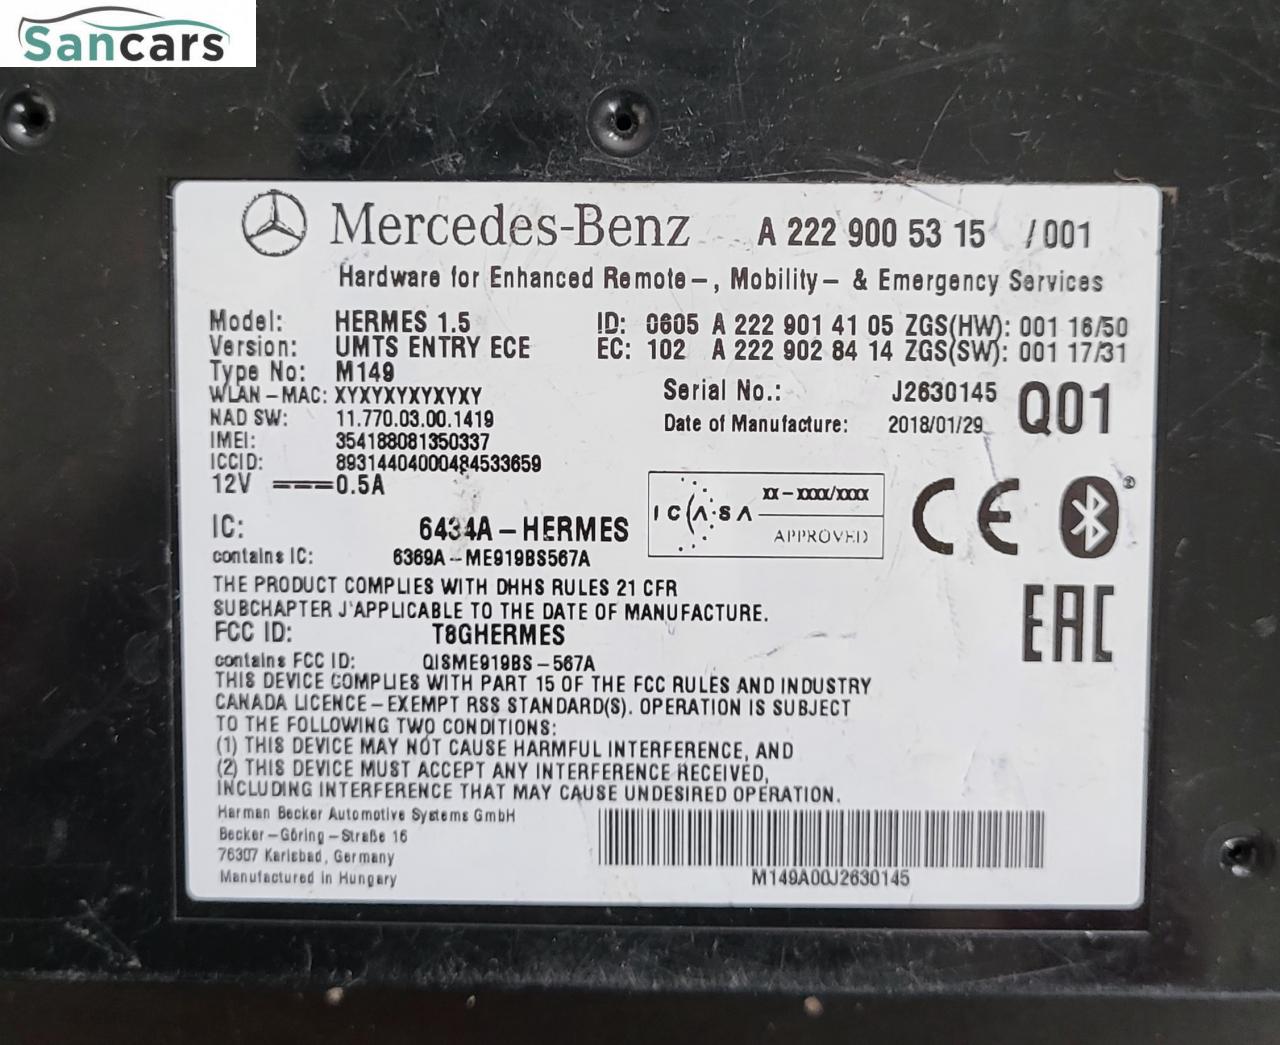 Sancars
Mercedes-Benz A 222 900 53 15 /001
Hardware for Enhanced Remote-, Mobility- & Emergency Services
Model: HERMES 1.5 ID: 0605 A 222 901 41 05 ZGS(HW): 001 16/50
Version: UMTS ENTRY ECE EC: 102 A 222 902 84 14 ZGS(SW): 001 17/31
Type No: M149
WLAN-MAC: XYXYXYXYXYXY Serial No.: J2630145 Q01
NAD SW: 11.770.03.00.1419 Date of Manufacture: 2018/01/29
IMEI: 354188081350337
ICCID: 89314404000484533659
12V 0.5A
ICASA XX-XXXX/XXXX
APPROVED
CE
IC: 6434A-HERMES
contains IC: 6369A-ME919BS567A
THE PRODUCT COMPLIES WITH DHHS RULES 21 CFR
SUBCHAPTER J APPLICABLE TO THE DATE OF MANUFACTURE.
EAC
FCC ID: T8GHERMES
contains FCC ID: QISME919BS-567A
THIS DEVICE COMPLIES WITH PART 15 OF THE FCC RULES AND INDUSTRY
CANADA LICENCE-EXEMPT RSS STANDARD(S). OPERATION IS SUBJECT
TO THE FOLLOWING TWO CONDITIONS:
(1) THIS DEVICE MAY NOT CAUSE HARMFUL INTERFERENCE, AND
(2) THIS DEVICE MUST ACCEPT ANY INTERFERENCE RECEIVED,
INCLUDING INTERFERENCE THAT MAY CAUSE UNDESIRED OPERATION.
Harman Becker Automotive Systems GmbH
Becker-Göring-Straße 16
76307 Karlsbad, Germany
Manufactured in Hungary
M149A00J2630145